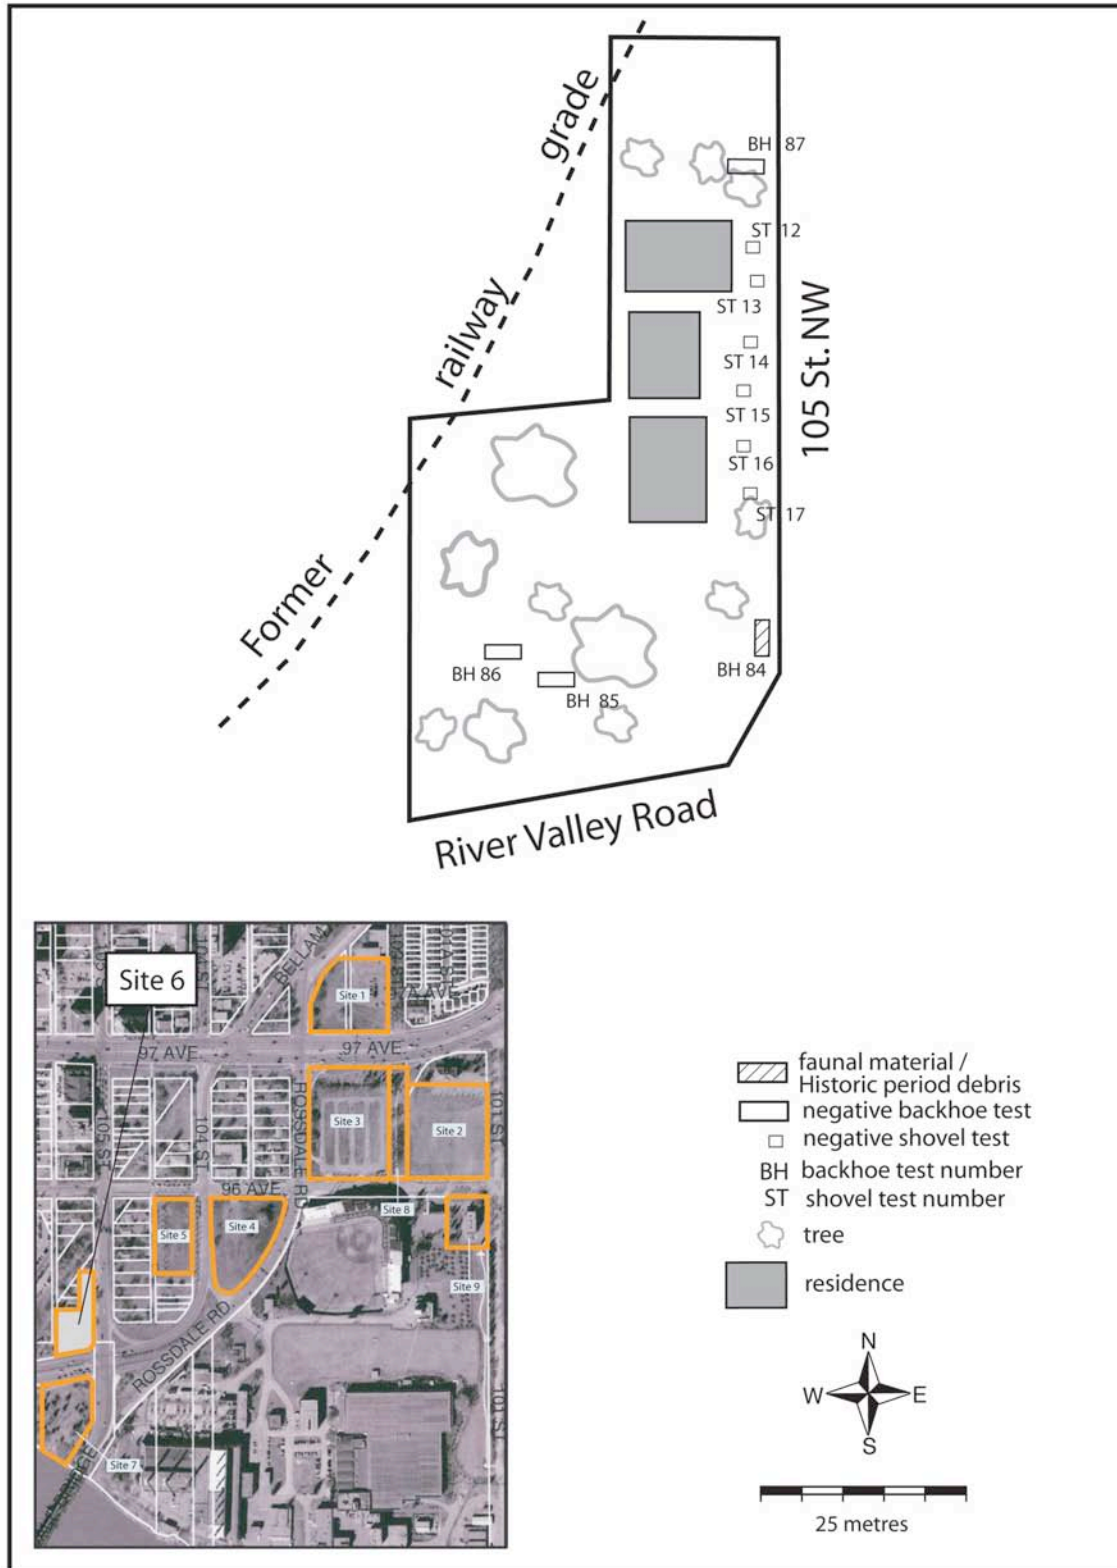 Former railway grade
BH 87
ST 12
ST 13
ST 14
ST 15
ST 16
ST 17
105 St. NW
BH 84
BH 86
BH 85
River Valley Road
Site 6
BELLAM
Site 1
97 AVE
97 AVE.
105 ST
104 ST
ROSSDALE RD
Site 3
Site 2
101 ST
96 AVE
Site 8
Site 5
Site 4
Site 9
ROSSDALE RD.
101 ST
Site 7
faunal material /
Historic period debris
negative backhoe test
negative shovel test
BH backhoe test number
ST shovel test number
tree
residence
N
W E
S
25 metres